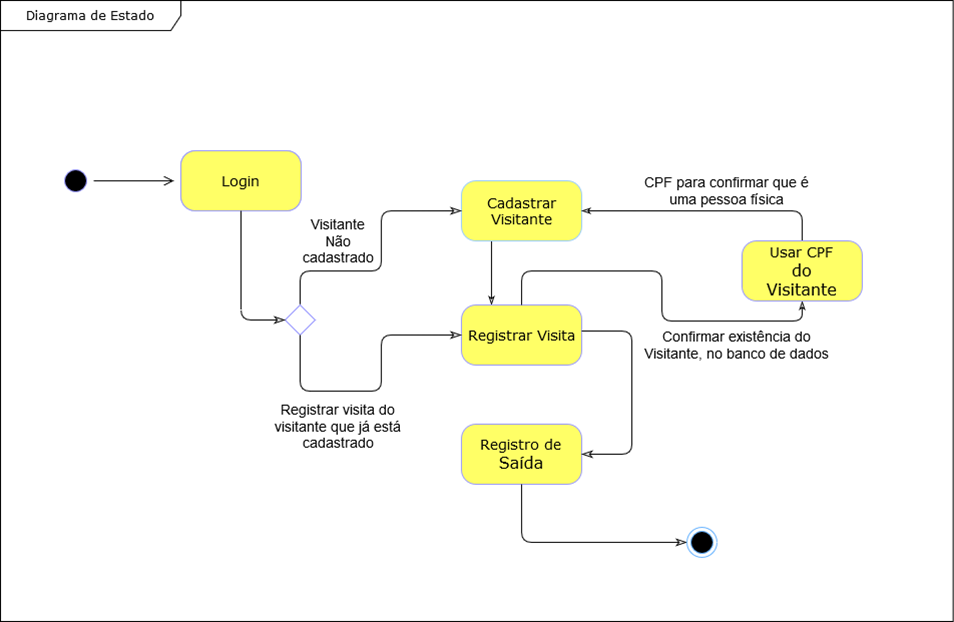 Diagrama de Estado
Login
Visitante
Não
cadastrado
Cadastrar
Visitante
CPF para confirmar que é
uma pessoa física
Usar CPF
do
Visitante
Registrar Visita
Confirmar existência do
Visitante, no banco de dados
Registrar visita do
visitante que já está
cadastrado
Registro de
Saída